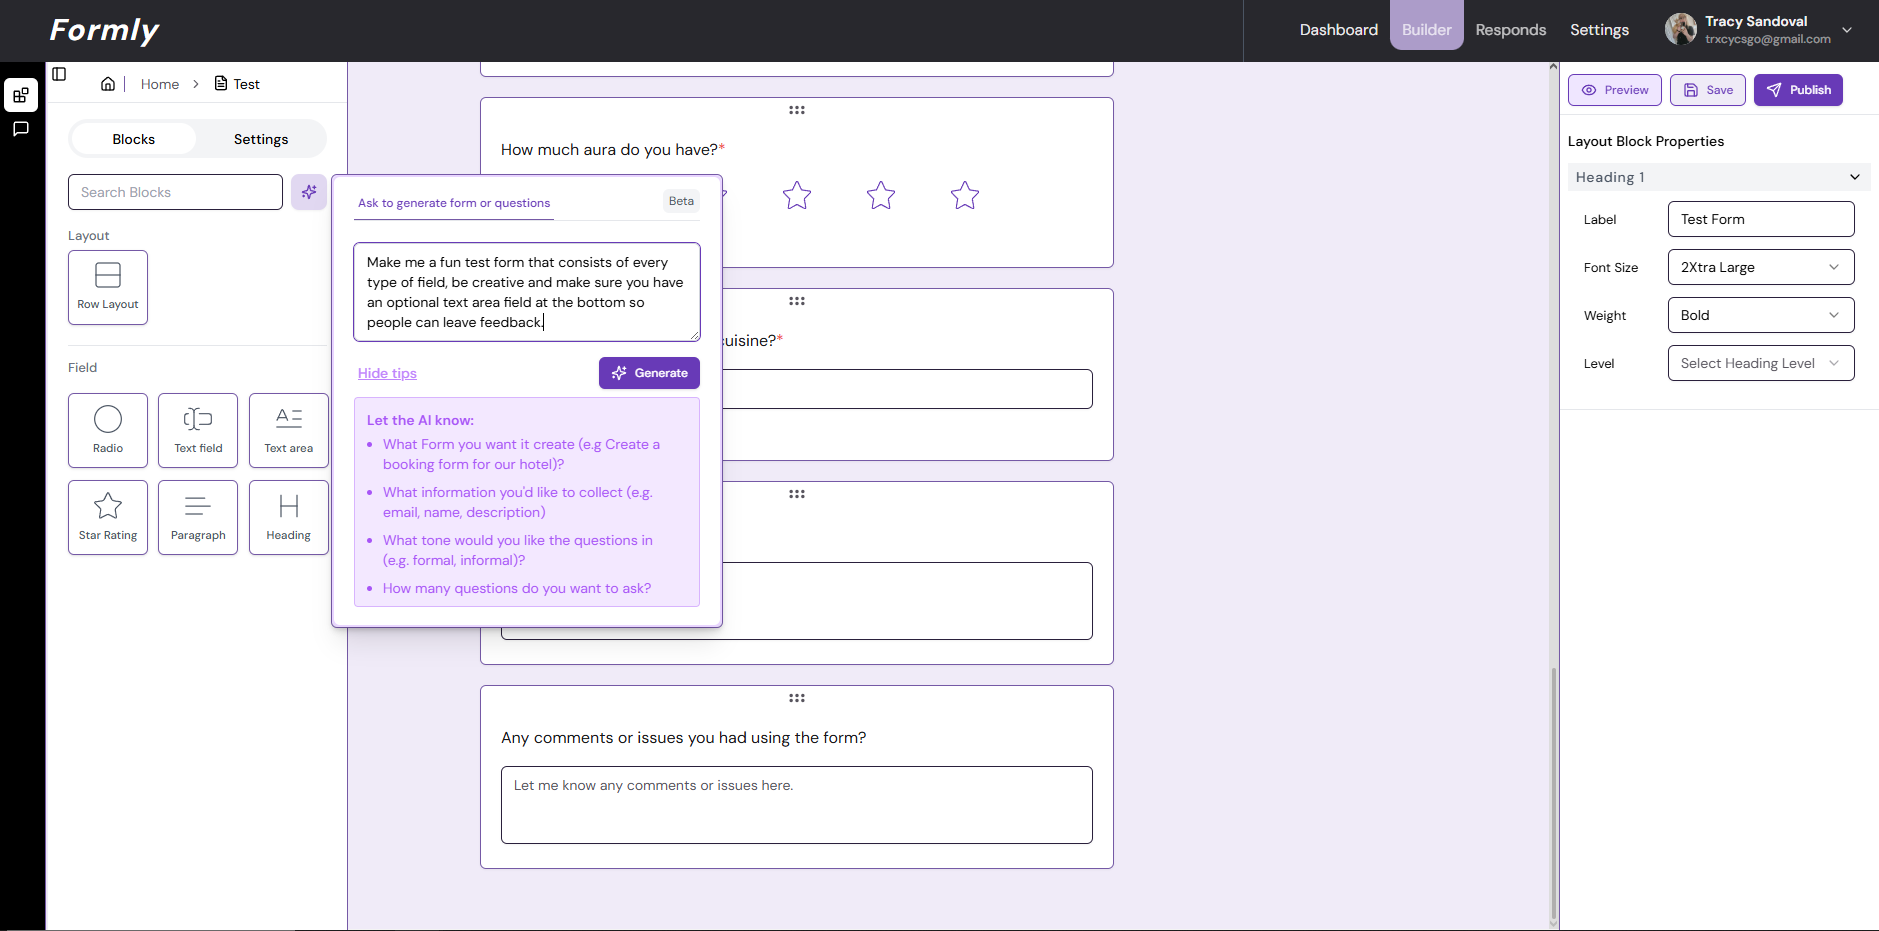 Formly
Dashboard
Builder
Responds
Settings
Tracy Sandoval
trxcycsgo@gmail.com
Home
Test
Blocks
Settings
Search Blocks
Layout
Row Layout
Field
Radio
Text field
Text area
Star Rating
Paragraph
Heading
Ask to generate form or questions
Beta
Make me a fun test form that consists of every
type of field, be creative and make sure you have
an optional text area field at the bottom so
people can leave feedback.
Hide tips
Generate
Let the AI know:
What Form you want it create (e.g Create a
booking form for our hotel)?
What information you'd like to collect (e.g.
email, name, description)
What tone would you like the questions in
(e.g. formal, informal)?
How many questions do you want to ask?
How much aura do you have?*
cuisine?*
Any comments or issues you had using the form?
Let me know any comments or issues here.
Preview
Save
Publish
Layout Block Properties
Heading 1
Label
Test Form
Font Size
2Xtra Large
Weight
Bold
Level
Select Heading Level